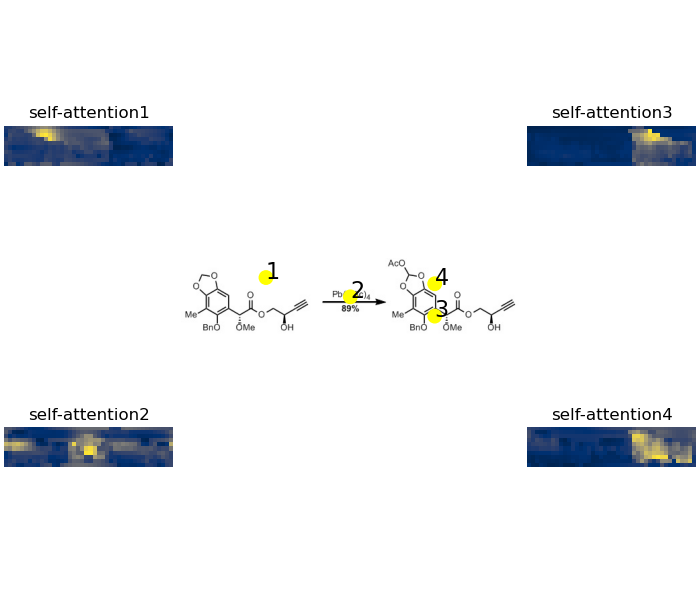 self-attention1
self-attention3
AcO
1
O O
O O
4
2
O
O
Me
O
3
Me
O
89%
BnO
OMe
OH
BnO
OMe
OH
self-attention2
self-attention4